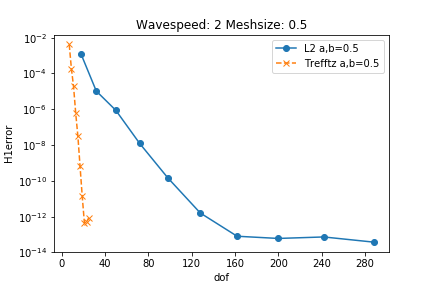 Wavespeed: 2 Meshsize: 0.5
L2 a,b=0.5
Trefftz a,b=0.5
H1error
10⁻²
10⁻⁴
10⁻⁶
10⁻⁸
10⁻¹⁰
10⁻¹²
10⁻¹⁴
0 40 80 120 160 200 240 280
dof